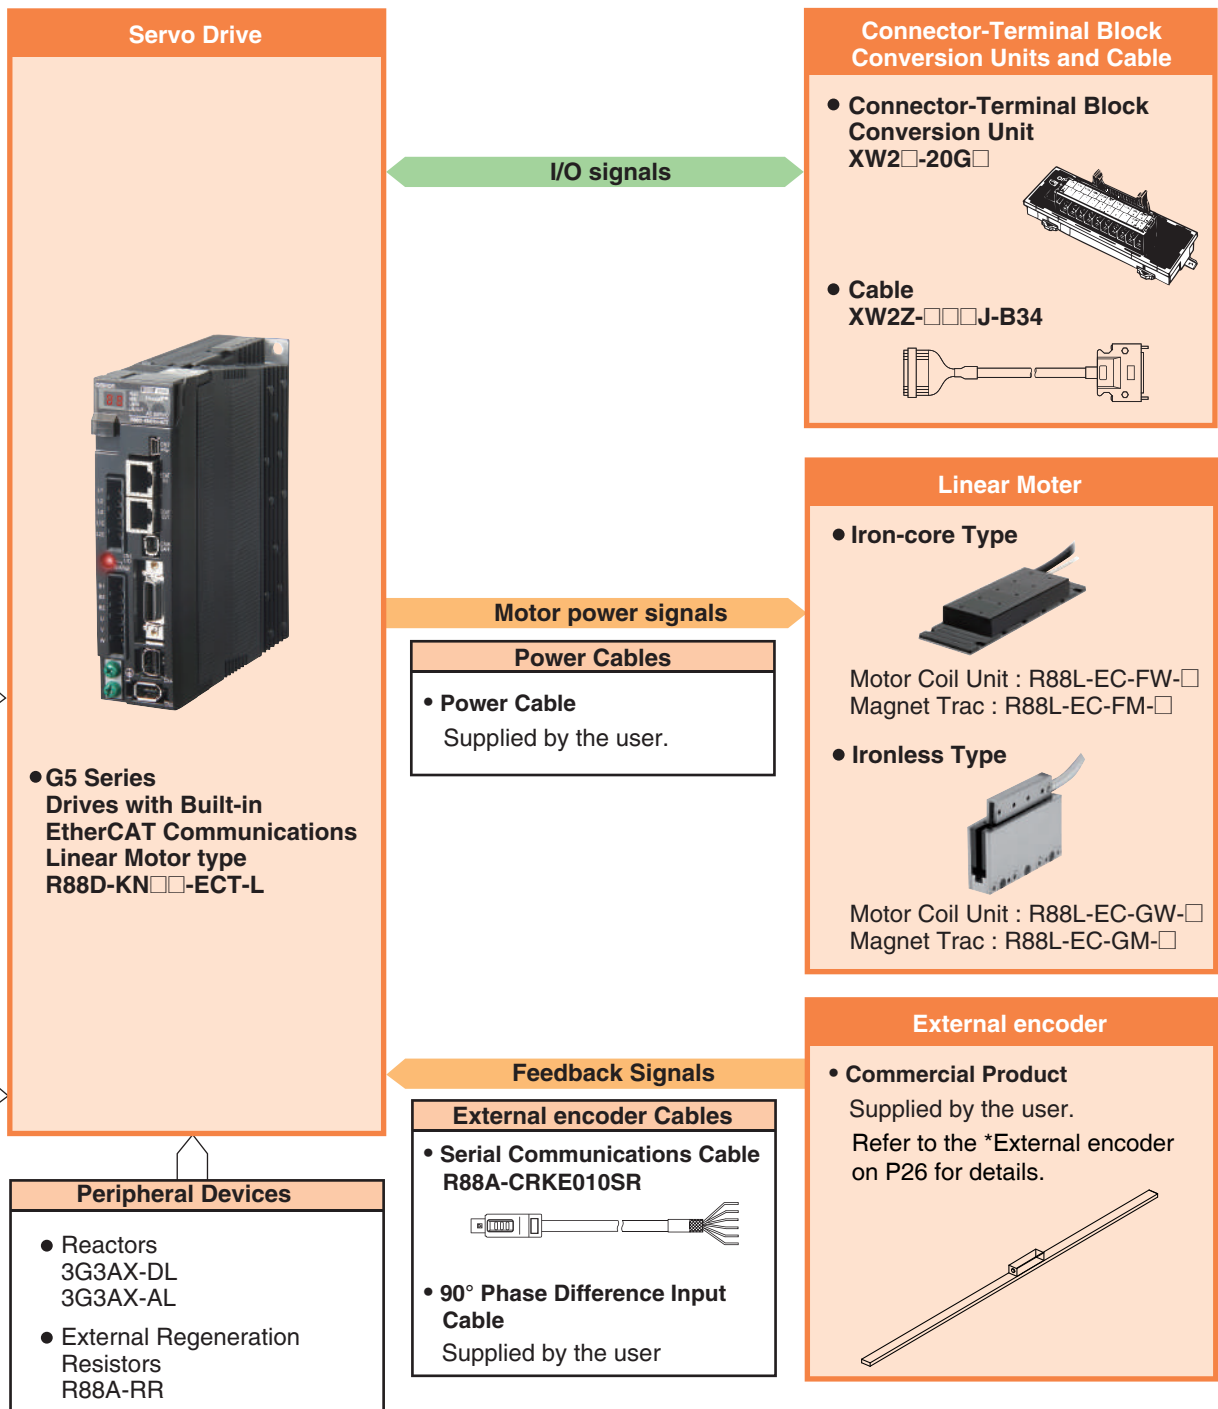 Servo Drive
● G5 Series
Drives with Built-in
EtherCAT Communications
Linear Motor type
R88D-KN□□-ECT-L
I/O signals
Connector-Terminal Block
Conversion Units and Cable
● Connector-Terminal Block
Conversion Unit
XW2□-20G□
● Cable
XW2Z-□□□J-B34
Motor power signals
Power Cables
• Power Cable
Supplied by the user.
Linear Moter
● Iron-core Type
Motor Coil Unit : R88L-EC-FW-□
Magnet Trac : R88L-EC-FM-□
● Ironless Type
Motor Coil Unit : R88L-EC-GW-□
Magnet Trac : R88L-EC-GM-□
Feedback Signals
External encoder Cables
• Serial Communications Cable
R88A-CRKE010SR
• 90° Phase Difference Input
Cable
Supplied by the user
External encoder
• Commercial Product
Supplied by the user.
Refer to the *External encoder
on P26 for details.
Peripheral Devices
● Reactors
3G3AX-DL
3G3AX-AL
● External Regeneration
Resistors
R88A-RR